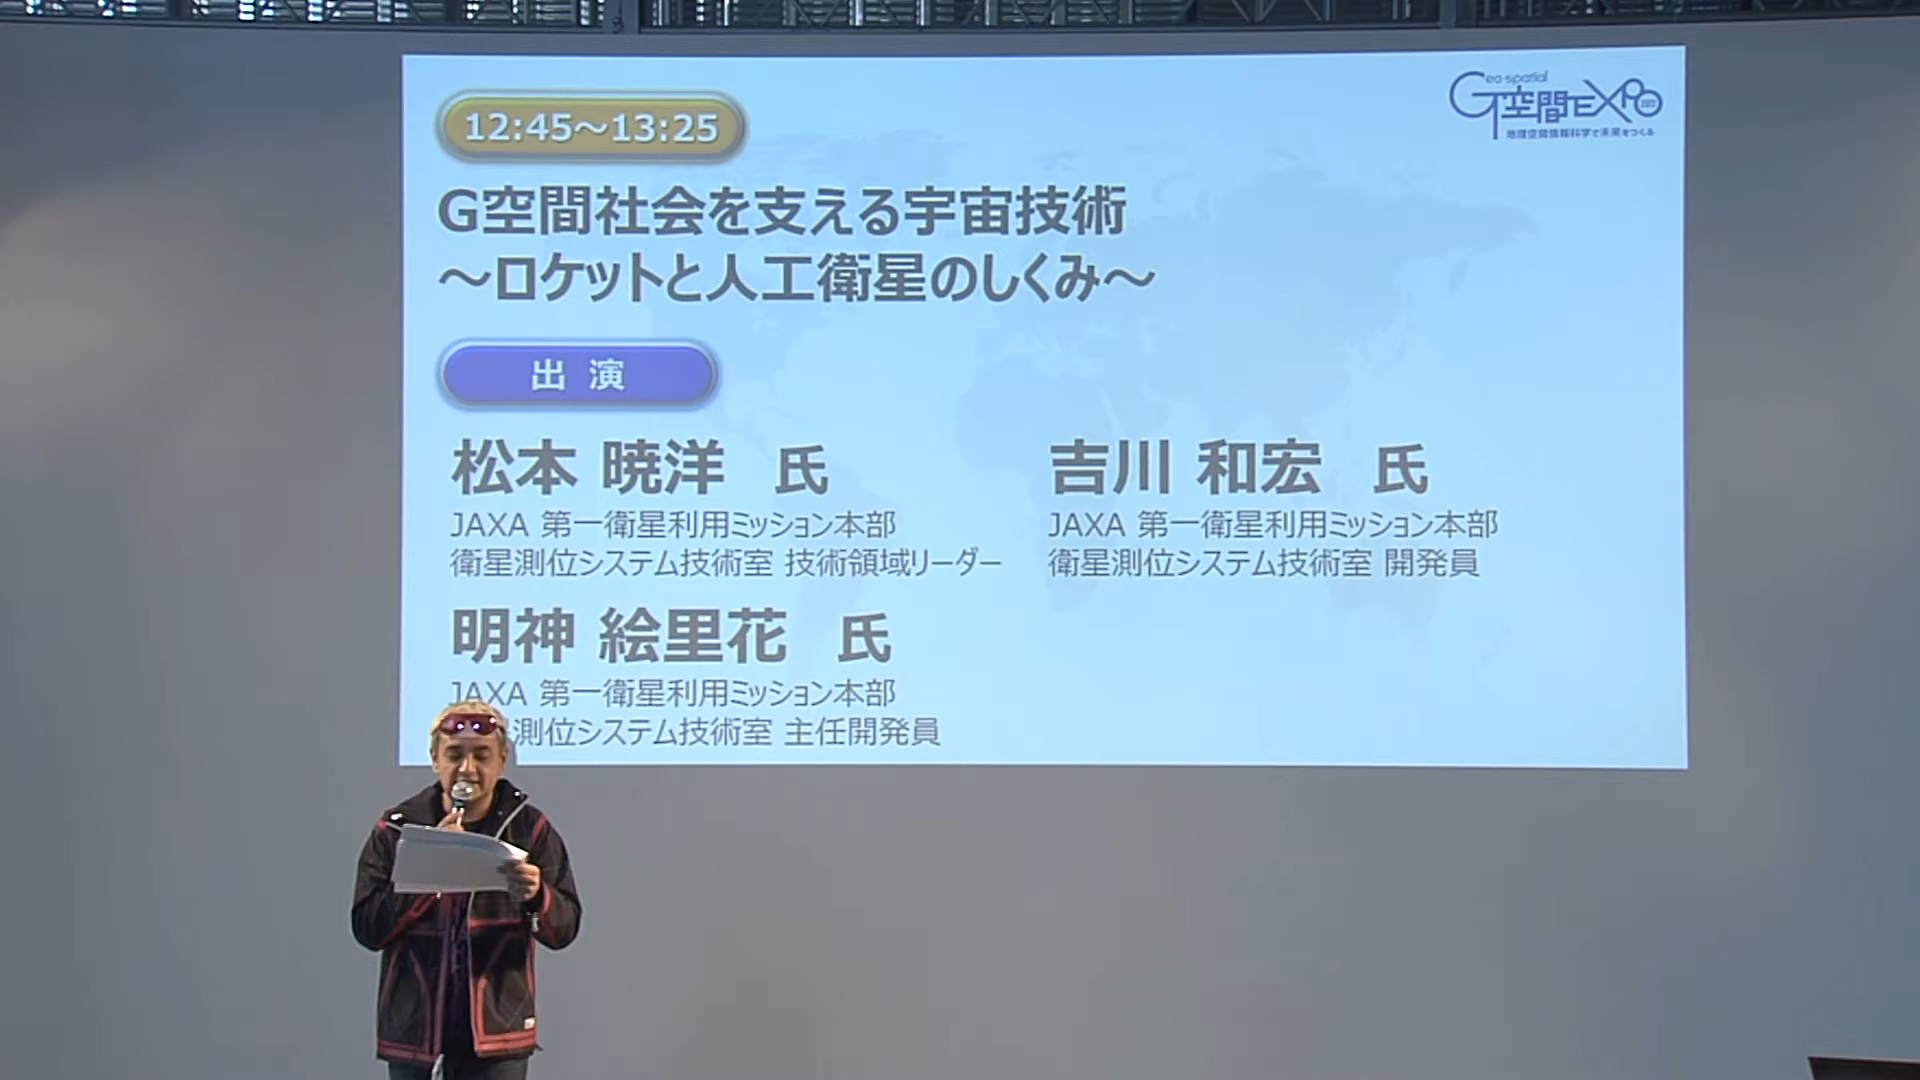 Geo-spatial
G空間EXPO
地理空間情報科学で未来をつくる
12:45～13:25
G空間社会を支える宇宙技術
～ロケットと人工衛星のしくみ～
出 演
松本 暁洋 氏
JAXA 第一衛星利用ミッション本部
衛星測位システム技術室 技術領域リーダー
吉川 和宏 氏
JAXA 第一衛星利用ミッション本部
衛星測位システム技術室 開発員
明神 絵里花 氏
JAXA 第一衛星利用ミッション本部
測位システム技術室 主任開発員